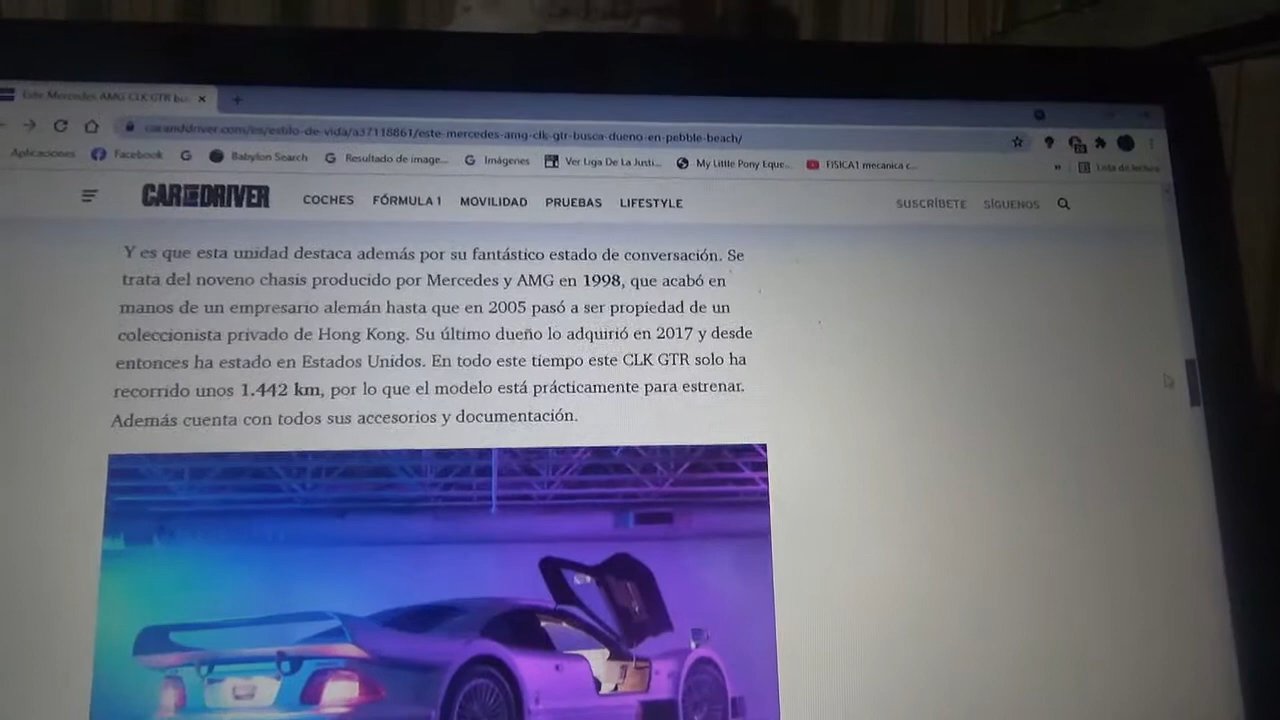 Este Mercedes AMG CLK GTR bus
caranddriver.com/es/estilo-de-vida/a37118861/este-mercedes-amg-clk-gtr-busca-dueno-en-pebble-beach/
Aplicaciones Facebook Babylon Search Resultado de image... Imágenes Ver Liga De La Justi... My Little Pony Eque... FISICA1 mecanica c... » Lista de lectura
CAR AND DRIVER COCHES FÓRMULA 1 MOVILIDAD PRUEBAS LIFESTYLE SUSCRÍBETE SÍGUENOS
Y es que esta unidad destaca además por su fantástico estado de conversación. Se
trata del noveno chasis producido por Mercedes y AMG en 1998, que acabó en
manos de un empresario alemán hasta que en 2005 pasó a ser propiedad de un
coleccionista privado de Hong Kong. Su último dueño lo adquirió en 2017 y desde
entonces ha estado en Estados Unidos. En todo este tiempo este CLK GTR solo ha
recorrido unos 1.442 km, por lo que el modelo está prácticamente para estrenar.
Además cuenta con todos sus accesorios y documentación.